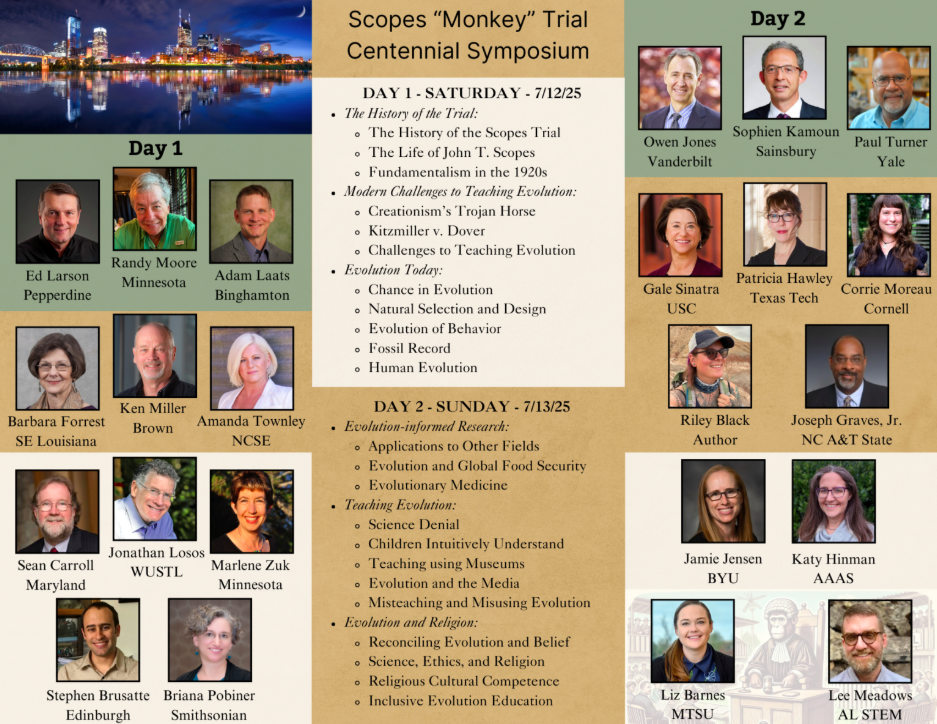 Scopes “Monkey” Trial
Centennial Symposium
Day 1
Ed Larson
Pepperdine
Randy Moore
Minnesota
Adam Laats
Binghamton
Barbara Forrest
SE Louisiana
Ken Miller
Brown
Amanda Townley
NCSE
Sean Carroll
Maryland
Jonathan Losos
WUSTL
Marlene Zuk
Minnesota
Stephen Brusatte
Edinburgh
Briana Pobiner
Smithsonian
DAY 1 - SATURDAY - 7/12/25
• The History of the Trial:
∘ The History of the Scopes Trial
∘ The Life of John T. Scopes
∘ Fundamentalism in the 1920s
• Modern Challenges to Teaching Evolution:
∘ Creationism’s Trojan Horse
∘ Kitzmiller v. Dover
∘ Challenges to Teaching Evolution
• Evolution Today:
∘ Chance in Evolution
∘ Natural Selection and Design
∘ Evolution of Behavior
∘ Fossil Record
∘ Human Evolution
DAY 2 - SUNDAY - 7/13/25
• Evolution-informed Research:
∘ Applications to Other Fields
∘ Evolution and Global Food Security
∘ Evolutionary Medicine
• Teaching Evolution:
∘ Science Denial
∘ Children Intuitively Understand
∘ Teaching using Museums
∘ Evolution and the Media
∘ Misteaching and Misusing Evolution
• Evolution and Religion:
∘ Reconciling Evolution and Belief
∘ Science, Ethics, and Religion
∘ Religious Cultural Competence
∘ Inclusive Evolution Education
Day 2
Owen Jones
Vanderbilt
Sophien Kamoun
Sainsbury
Paul Turner
Yale
Gale Sinatra
USC
Patricia Hawley
Texas Tech
Corrie Moreau
Cornell
Riley Black
Author
Joseph Graves, Jr.
NC A&T State
Jamie Jensen
BYU
Katy Hinman
AAAS
Liz Barnes
MTSU
Lee Meadows
AL STEM